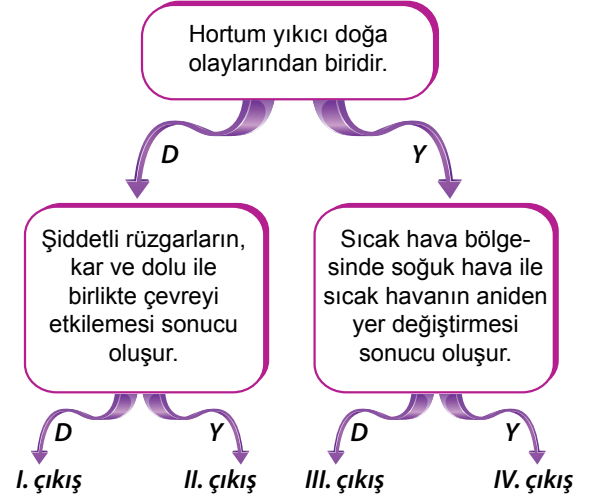 Hortum yıkıcı doğa
olaylarından biridir.
D
Y
Şiddetli rüzgarların,
kar ve dolu ile
birlikte çevreyi
etkilemesi sonucu
oluşur.
Sıcak hava bölge-
sinde soğuk hava ile
sıcak havanın aniden
yer değiştirmesi
sonucu oluşur.
D
Y
D
Y
I. çıkış
II. çıkış
III. çıkış
IV. çıkış